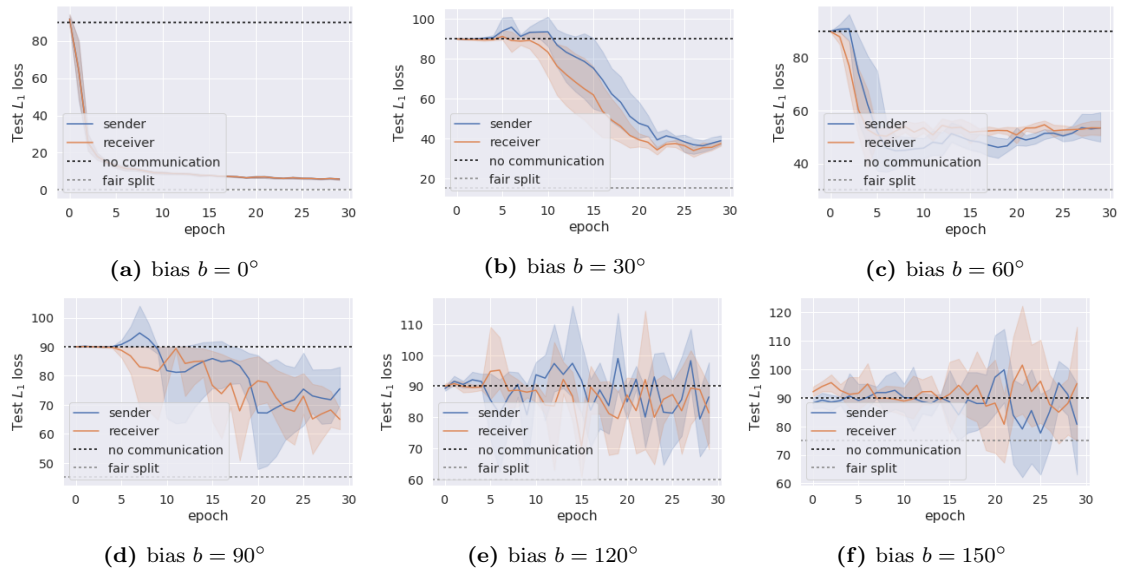 80
60
40
20
0
Test L₁ loss
sender
receiver
no communication
fair split
0 5 10 15 20 25 30
epoch
(a) bias b = 0°
100
80
60
40
20
Test L₁ loss
sender
receiver
no communication
fair split
0 5 10 15 20 25 30
epoch
(b) bias b = 30°
80
60
40
Test L₁ loss
sender
receiver
no communication
fair split
0 5 10 15 20 25 30
epoch
(c) bias b = 60°
100
90
80
70
60
50
Test L₁ loss
sender
receiver
no communication
fair split
0 5 10 15 20 25 30
epoch
(d) bias b = 90°
110
100
90
80
70
60
Test L₁ loss
sender
receiver
no communication
fair split
0 5 10 15 20 25 30
epoch
(e) bias b = 120°
120
110
100
90
80
70
60
Test L₁ loss
sender
receiver
no communication
fair split
0 5 10 15 20 25 30
epoch
(f) bias b = 150°